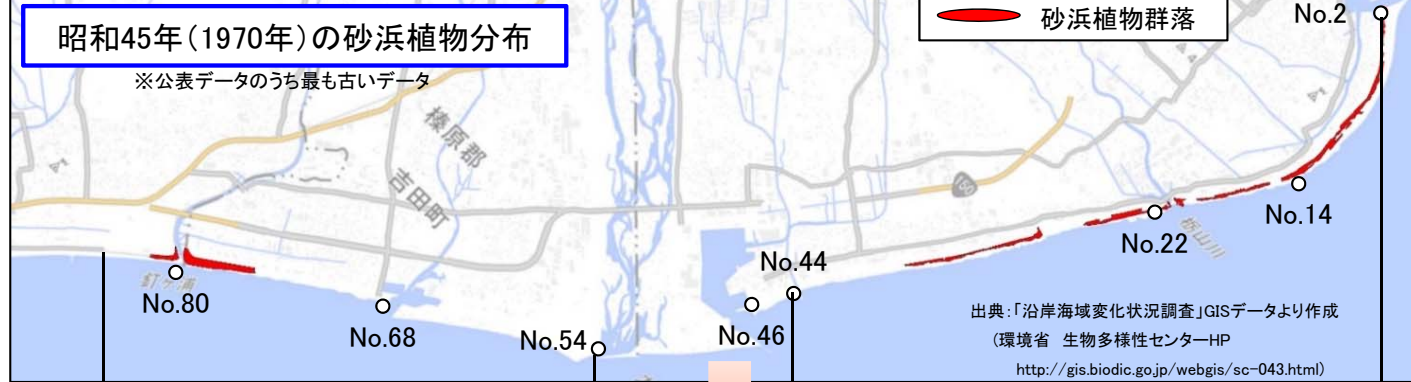 昭和45年(1970年)の砂浜植物分布
※公表データのうち最も古いデータ
砂浜植物群落
No.2
榛原郡
吉田町
150
No.14
No.22
栃山川
No.44
No.80
No.68
No.54
No.46
出典:「沿岸海域変化状況調査」GISデータより作成
(環境省 生物多様性センターHP
http://gis.biodic.go.jp/webgis/sc-043.html)